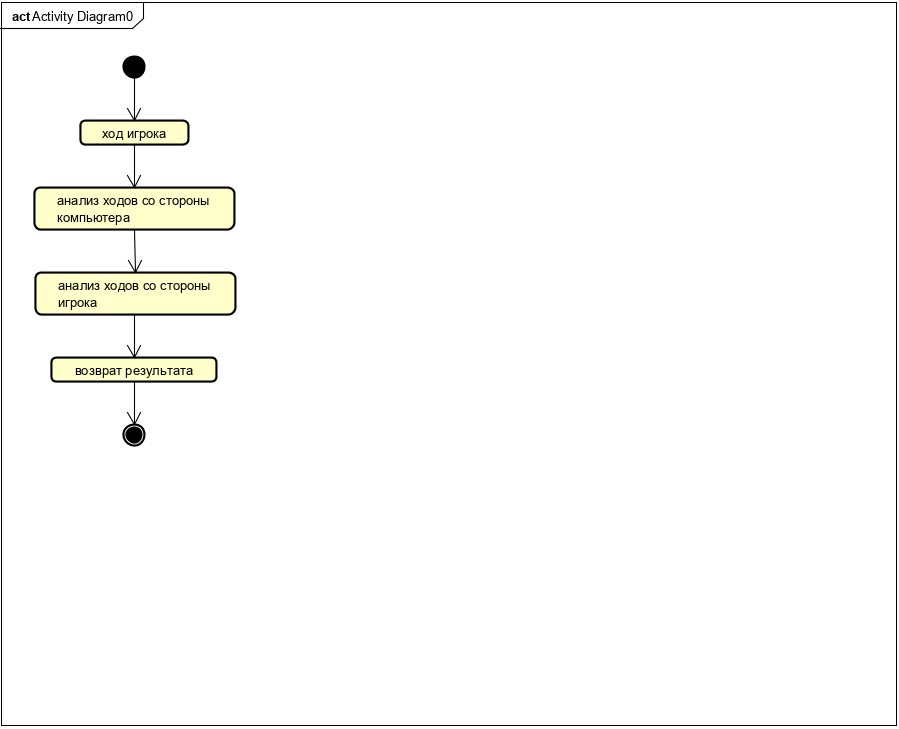 act Activity Diagram0
ход игрока
анализ ходов со стороны
компьютера
анализ ходов со стороны
игрока
возврат результата